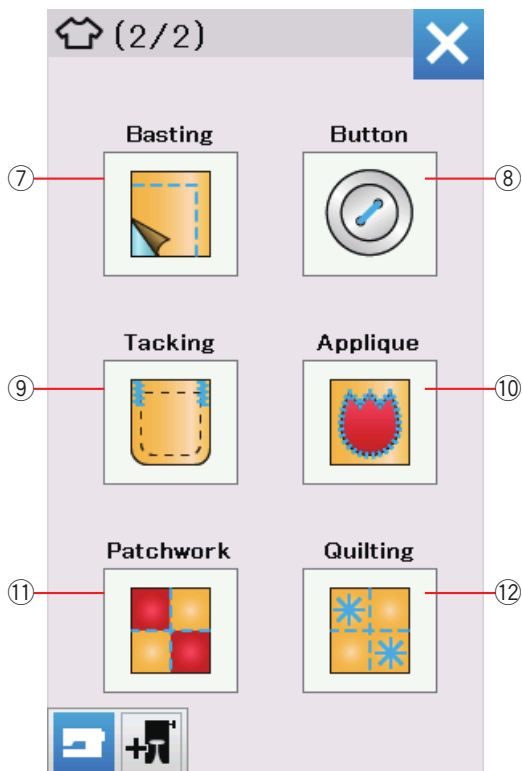 (2/2)
Basting Button
⑦ ⑧
Tacking Applique
⑨ ⑩
Patchwork Quilting
⑪ ⑫